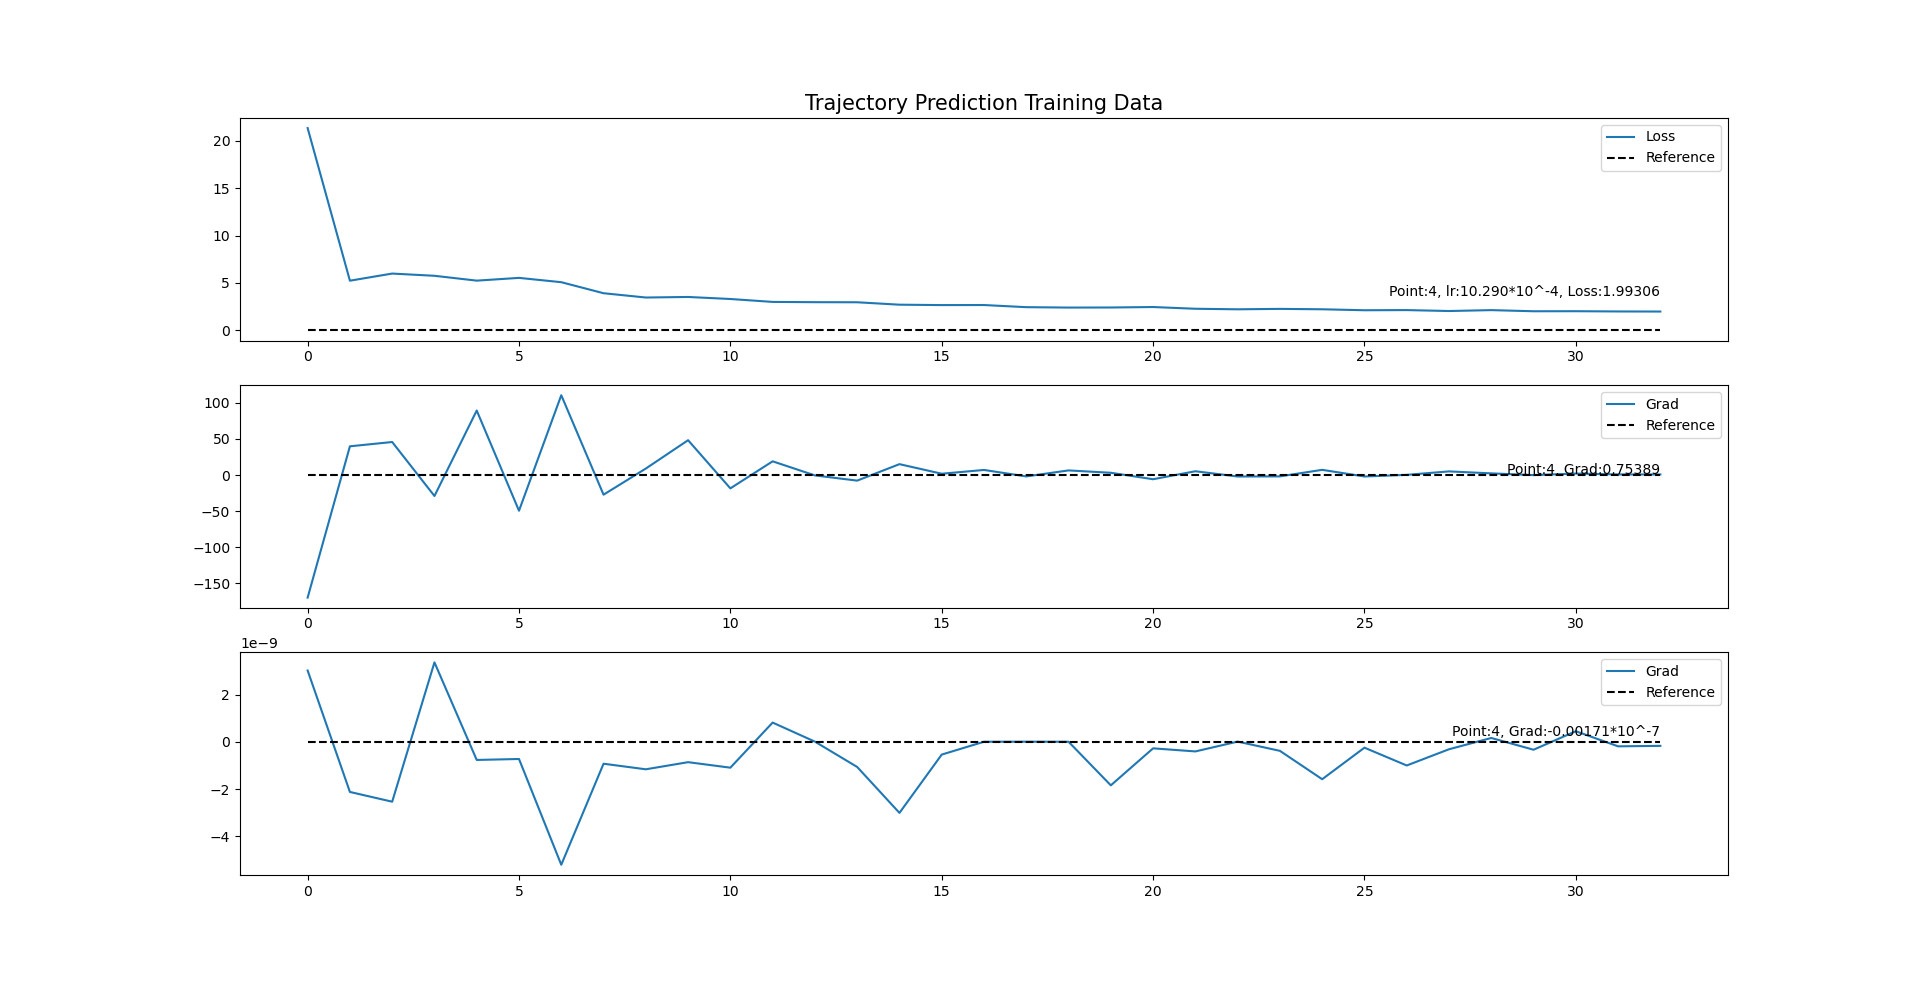 Trajectory Prediction Training Data
20
15
10
5
0
Loss
Reference
Point:4, lr:10.290*10^-4, Loss:1.99306
0 5 10 15 20 25 30
100
50
0
−50
−100
−150
Grad
Reference
Point:4, Grad:0.75389
0 5 10 15 20 25 30
1e−9
2
0
−2
−4
Grad
Reference
Point:4, Grad:-0.00171*10^-7
0 5 10 15 20 25 30